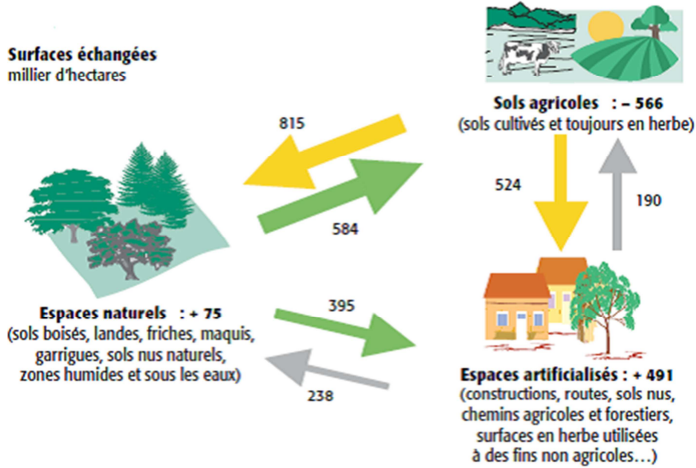 Surfaces échangées
millier d'hectares
Sols agricoles : – 566
(sols cultivés et toujours en herbe)
815
584
524
190
Espaces naturels : + 75
(sols boisés, landes, friches, maquis,
garrigues, sols nus naturels,
zones humides et sous les eaux)
395
238
Espaces artificialisés : + 491
(constructions, routes, sols nus,
chemins agricoles et forestiers,
surfaces en herbe utilisées
à des fins non agricoles...)